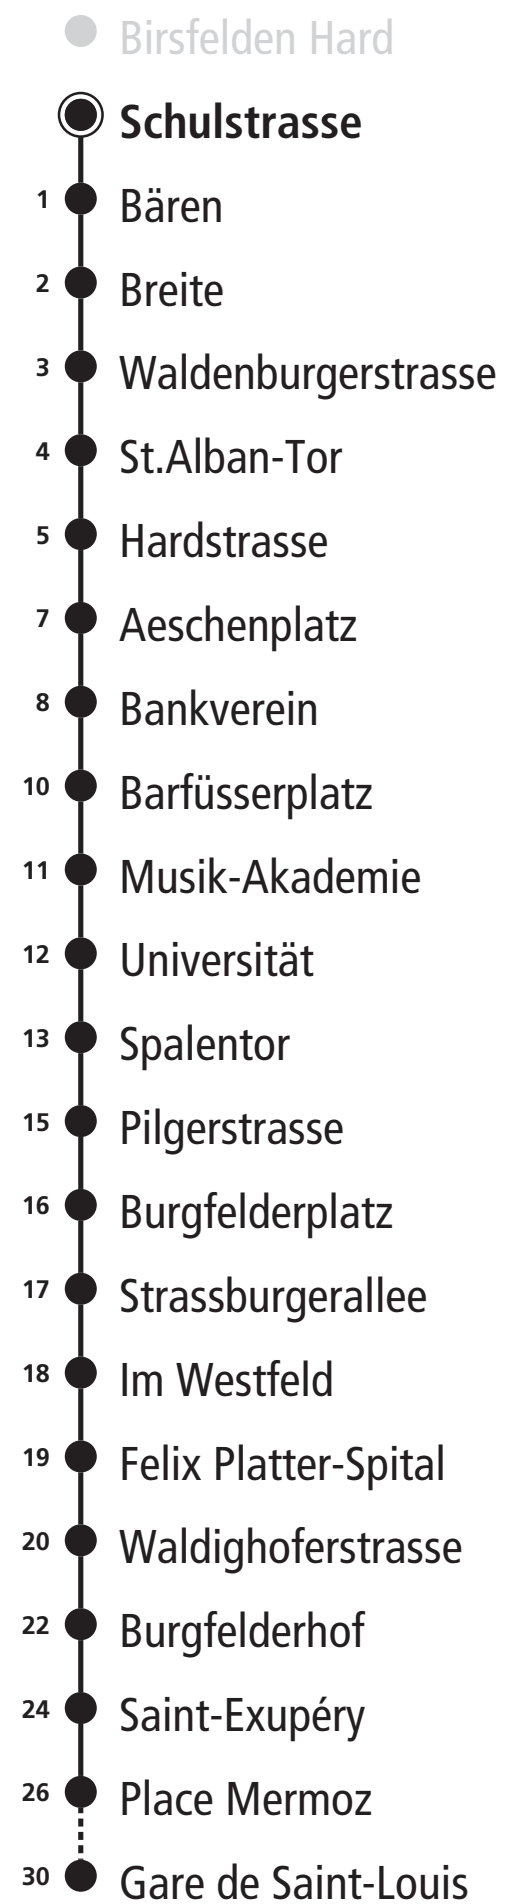 Birsfelden Hard
Schulstrasse
1 Bären
2 Breite
3 Waldenburgerstrasse
4 St.Alban-Tor
5 Hardstrasse
7 Aeschenplatz
8 Bankverein
10 Barfüsserplatz
11 Musik-Akademie
12 Universität
13 Spalentor
15 Pilgerstrasse
16 Burgfelderplatz
17 Strassburgerallee
18 Im Westfeld
19 Felix Platter-Spital
20 Waldighoferstrasse
22 Burgfelderhof
24 Saint-Exupéry
26 Place Mermoz
30 Gare de Saint-Louis